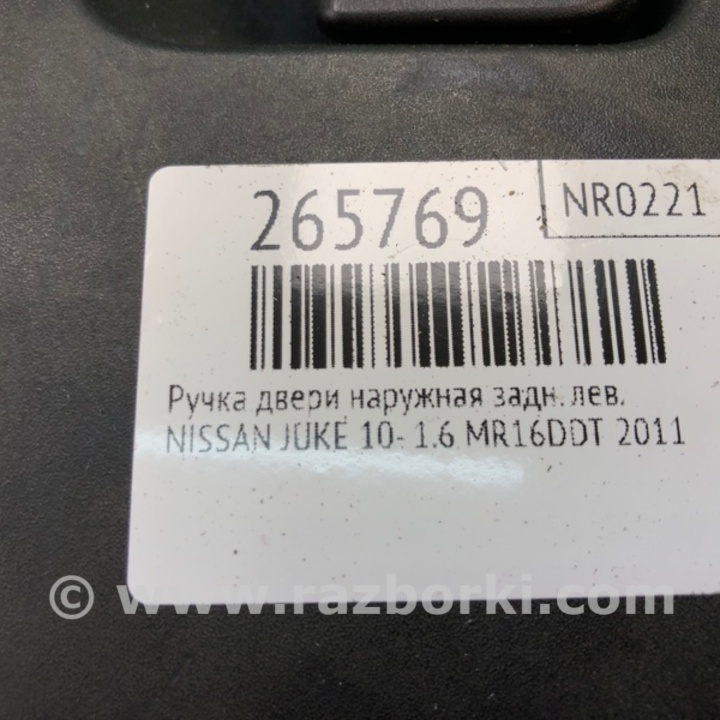 265769
NR0221
Ручка двери наружная задн. лев.
NISSAN JUKE 10- 1.6 MR16DDT 2011
© www.razborki.com